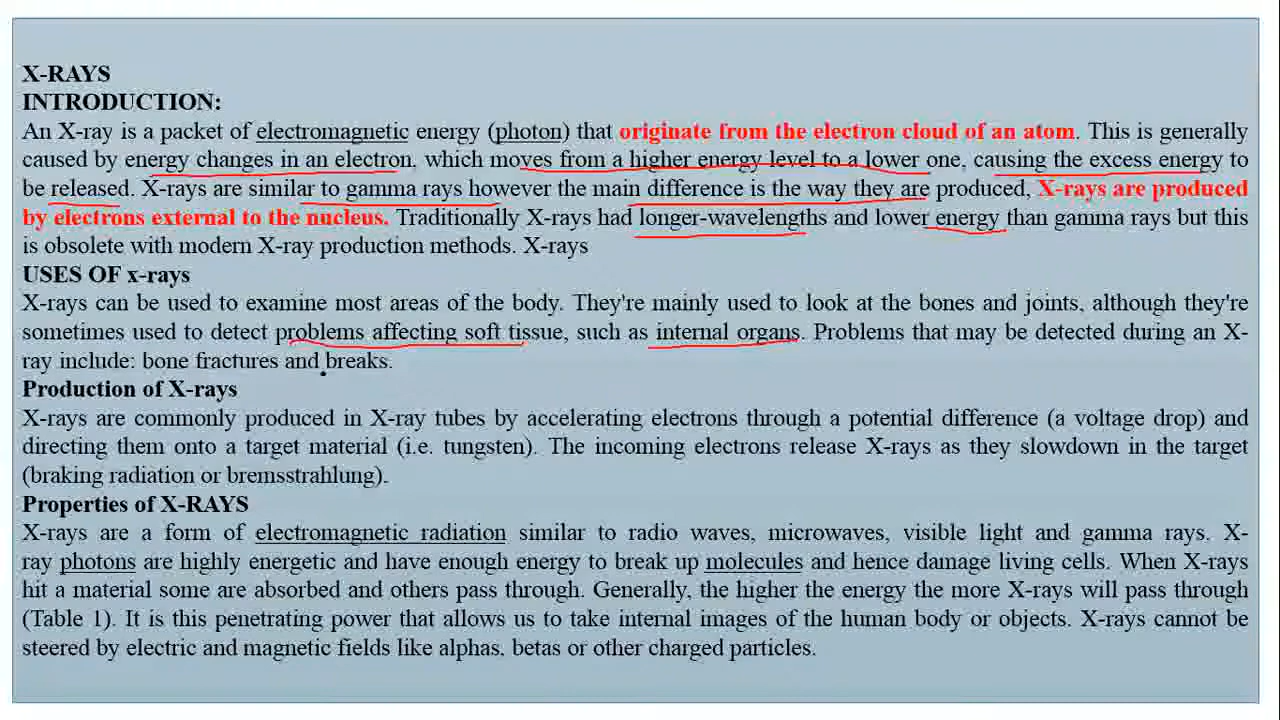 X-RAYS
INTRODUCTION:
An X-ray is a packet of electromagnetic energy (photon) that originate from the electron cloud of an atom. This is generally
caused by energy changes in an electron, which moves from a higher energy level to a lower one, causing the excess energy to
be released. X-rays are similar to gamma rays however the main difference is the way they are produced, X-rays are produced
by electrons external to the nucleus. Traditionally X-rays had longer-wavelengths and lower energy than gamma rays but this
is obsolete with modern X-ray production methods. X-rays
USES OF x-rays
X-rays can be used to examine most areas of the body. They're mainly used to look at the bones and joints, although they're
sometimes used to detect problems affecting soft tissue, such as internal organs. Problems that may be detected during an X-
ray include: bone fractures and breaks.
Production of X-rays
X-rays are commonly produced in X-ray tubes by accelerating electrons through a potential difference (a voltage drop) and
directing them onto a target material (i.e. tungsten). The incoming electrons release X-rays as they slowdown in the target
(braking radiation or bremsstrahlung).
Properties of X-RAYS
X-rays are a form of electromagnetic radiation similar to radio waves, microwaves, visible light and gamma rays. X-
ray photons are highly energetic and have enough energy to break up molecules and hence damage living cells. When X-rays
hit a material some are absorbed and others pass through. Generally, the higher the energy the more X-rays will pass through
(Table 1). It is this penetrating power that allows us to take internal images of the human body or objects. X-rays cannot be
steered by electric and magnetic fields like alphas, betas or other charged particles.